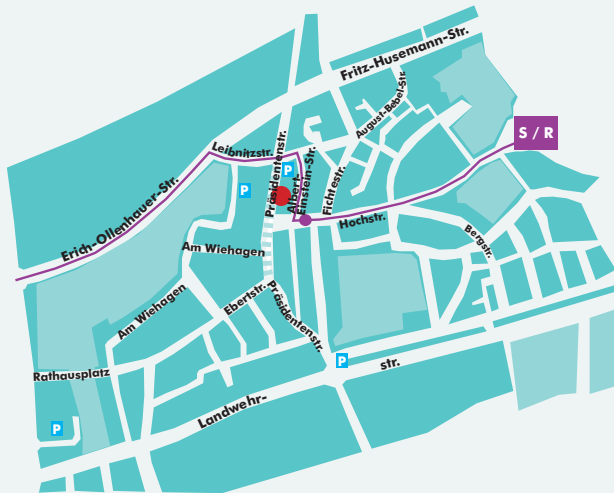 Fritz-Husemann-Str.
August-Bebel-Str.
S / R
Leibnitzstr.
P
P
Präsidentenstr.
Albert-
Einstein-Str.
Fichtestr.
Erich-Ollenhauer-Str.
Hochstr.
Bergstr.
Am Wiehagen
Am Wiehagen
Ebertstr.
Präsidentenstr.
P
str.
Rathausplatz
Landwehr-
P